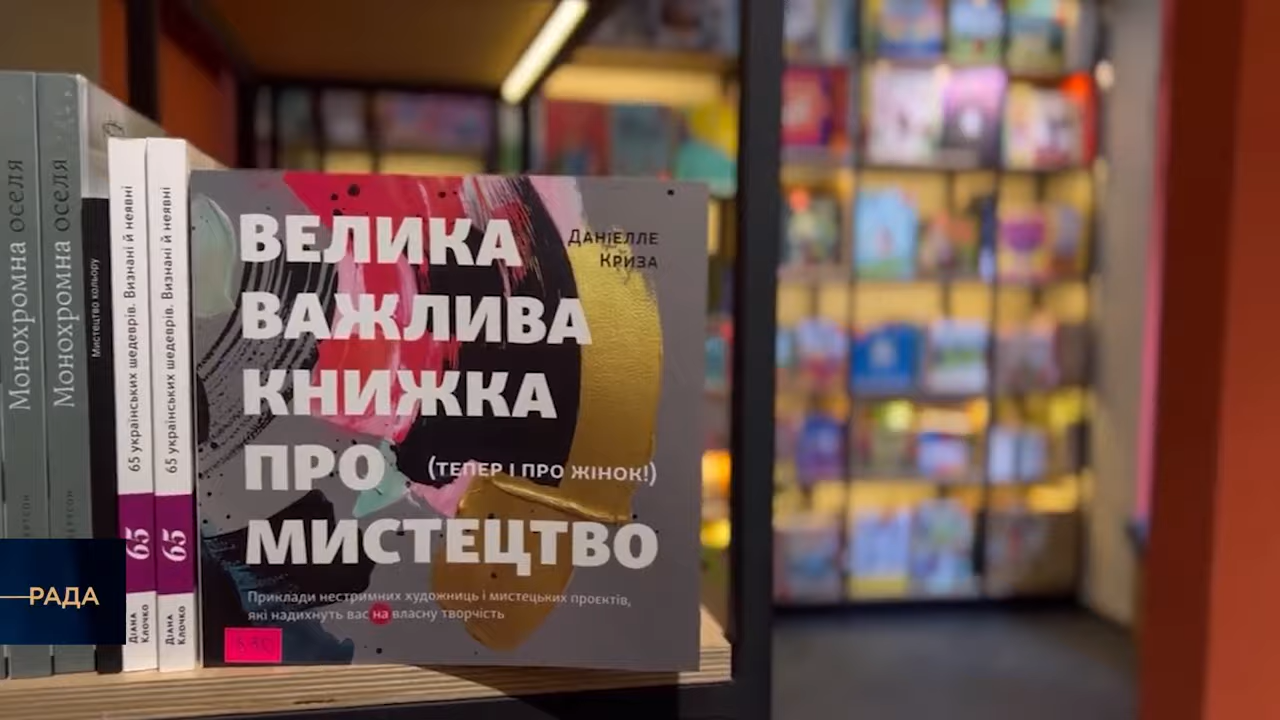 Монохромна оселя
Монохромна оселя
Мистецтво кольору
65 українських шедеврів. Визнані й неявні
65
Діана
Клочко
65 українських шедеврів. Визнані й неявні
65
Діана
Клочко
ВЕЛИКА
ВАЖЛИВА
КНИЖКА
ПРО
(ТЕПЕР І ПРО ЖІНОК!)
МИСТЕЦТВО
ДАНІЕЛЛЕ
КРИЗА
Приклади нестримних художниць і мистецьких проєктів,
які надихнуть вас на власну творчість
РАДА